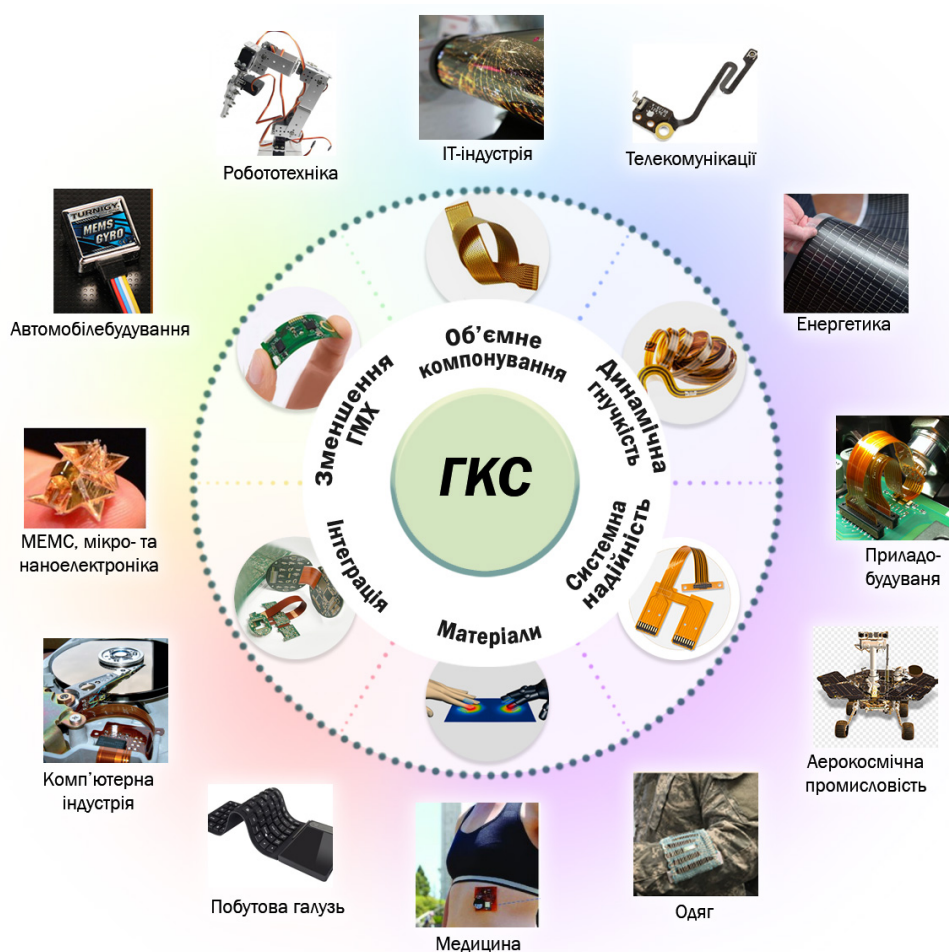 ІТ-індустрія
Телекомунікації
Робототехніка
TURNIGY
MEMS
GYRO
Автомобілебудування
Енергетика
Об’ємне
компонування
Зменшення
ГМХ
Динамічна
гнучкість
ГКС
МЕМС, мікро- та
наноелектроніка
Приладо-
будуваня
Інтеграція
Системна
надійність
Матеріали
Комп’ютерна
індустрія
Аерокосмічна
промисловість
Побутова галузь
Медицина
Одяг